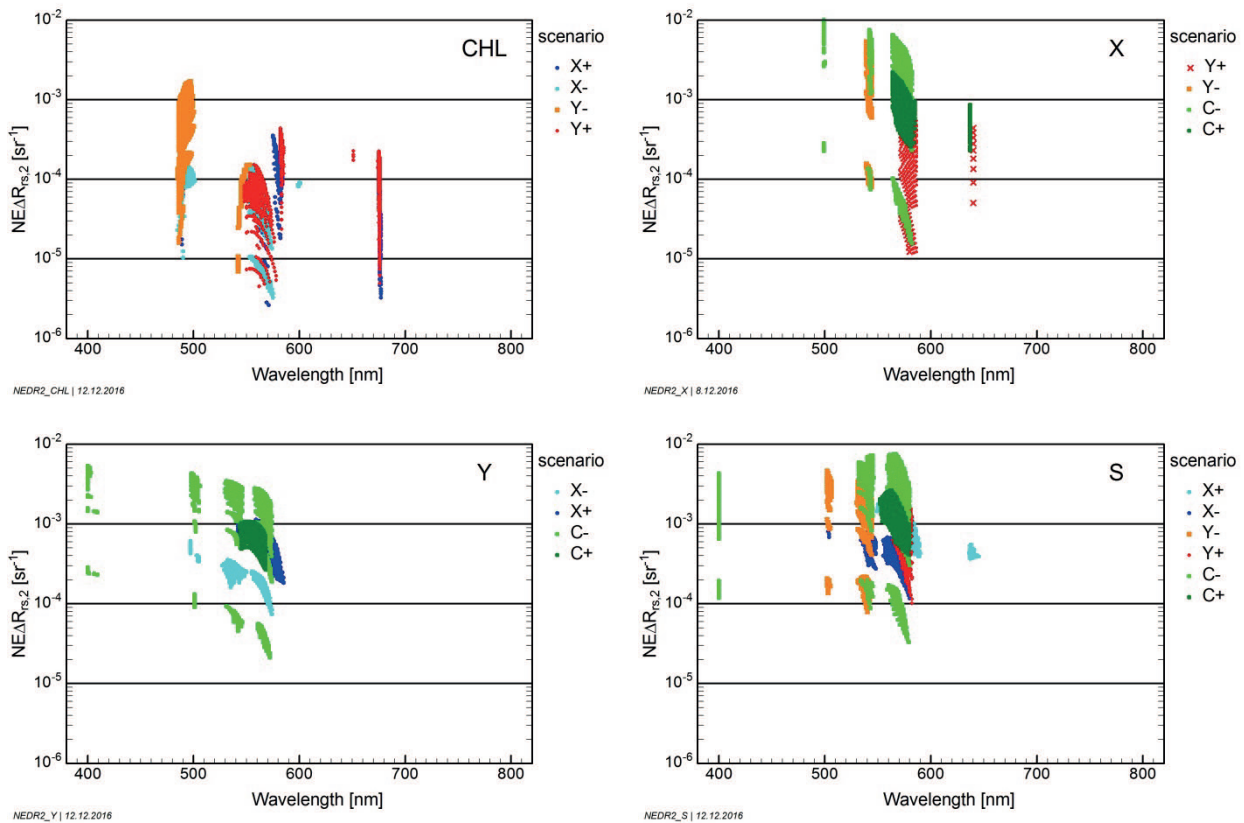 CHL
scenario
X+
X-
Y-
Y+
10⁻²
10⁻³
10⁻⁴
10⁻⁵
10⁻⁶
NEΔRrs,2 [sr⁻¹]
400 500 600 700 800
Wavelength [nm]
NEDR2_CHL | 12.12.2016
X
scenario
Y+
Y-
C-
C+
10⁻²
10⁻³
10⁻⁴
10⁻⁵
10⁻⁶
NEΔRrs,2 [sr⁻¹]
400 500 600 700 800
Wavelength [nm]
NEDR2_X | 8.12.2016
Y
scenario
X-
X+
C-
C+
10⁻²
10⁻³
10⁻⁴
10⁻⁵
10⁻⁶
NEΔRrs,2 [sr⁻¹]
400 500 600 700 800
Wavelength [nm]
NEDR2_Y | 12.12.2016
S
scenario
X+
X-
Y-
Y+
C-
C+
10⁻²
10⁻³
10⁻⁴
10⁻⁵
10⁻⁶
NEΔRrs,2 [sr⁻¹]
400 500 600 700 800
Wavelength [nm]
NEDR2_S | 12.12.2016